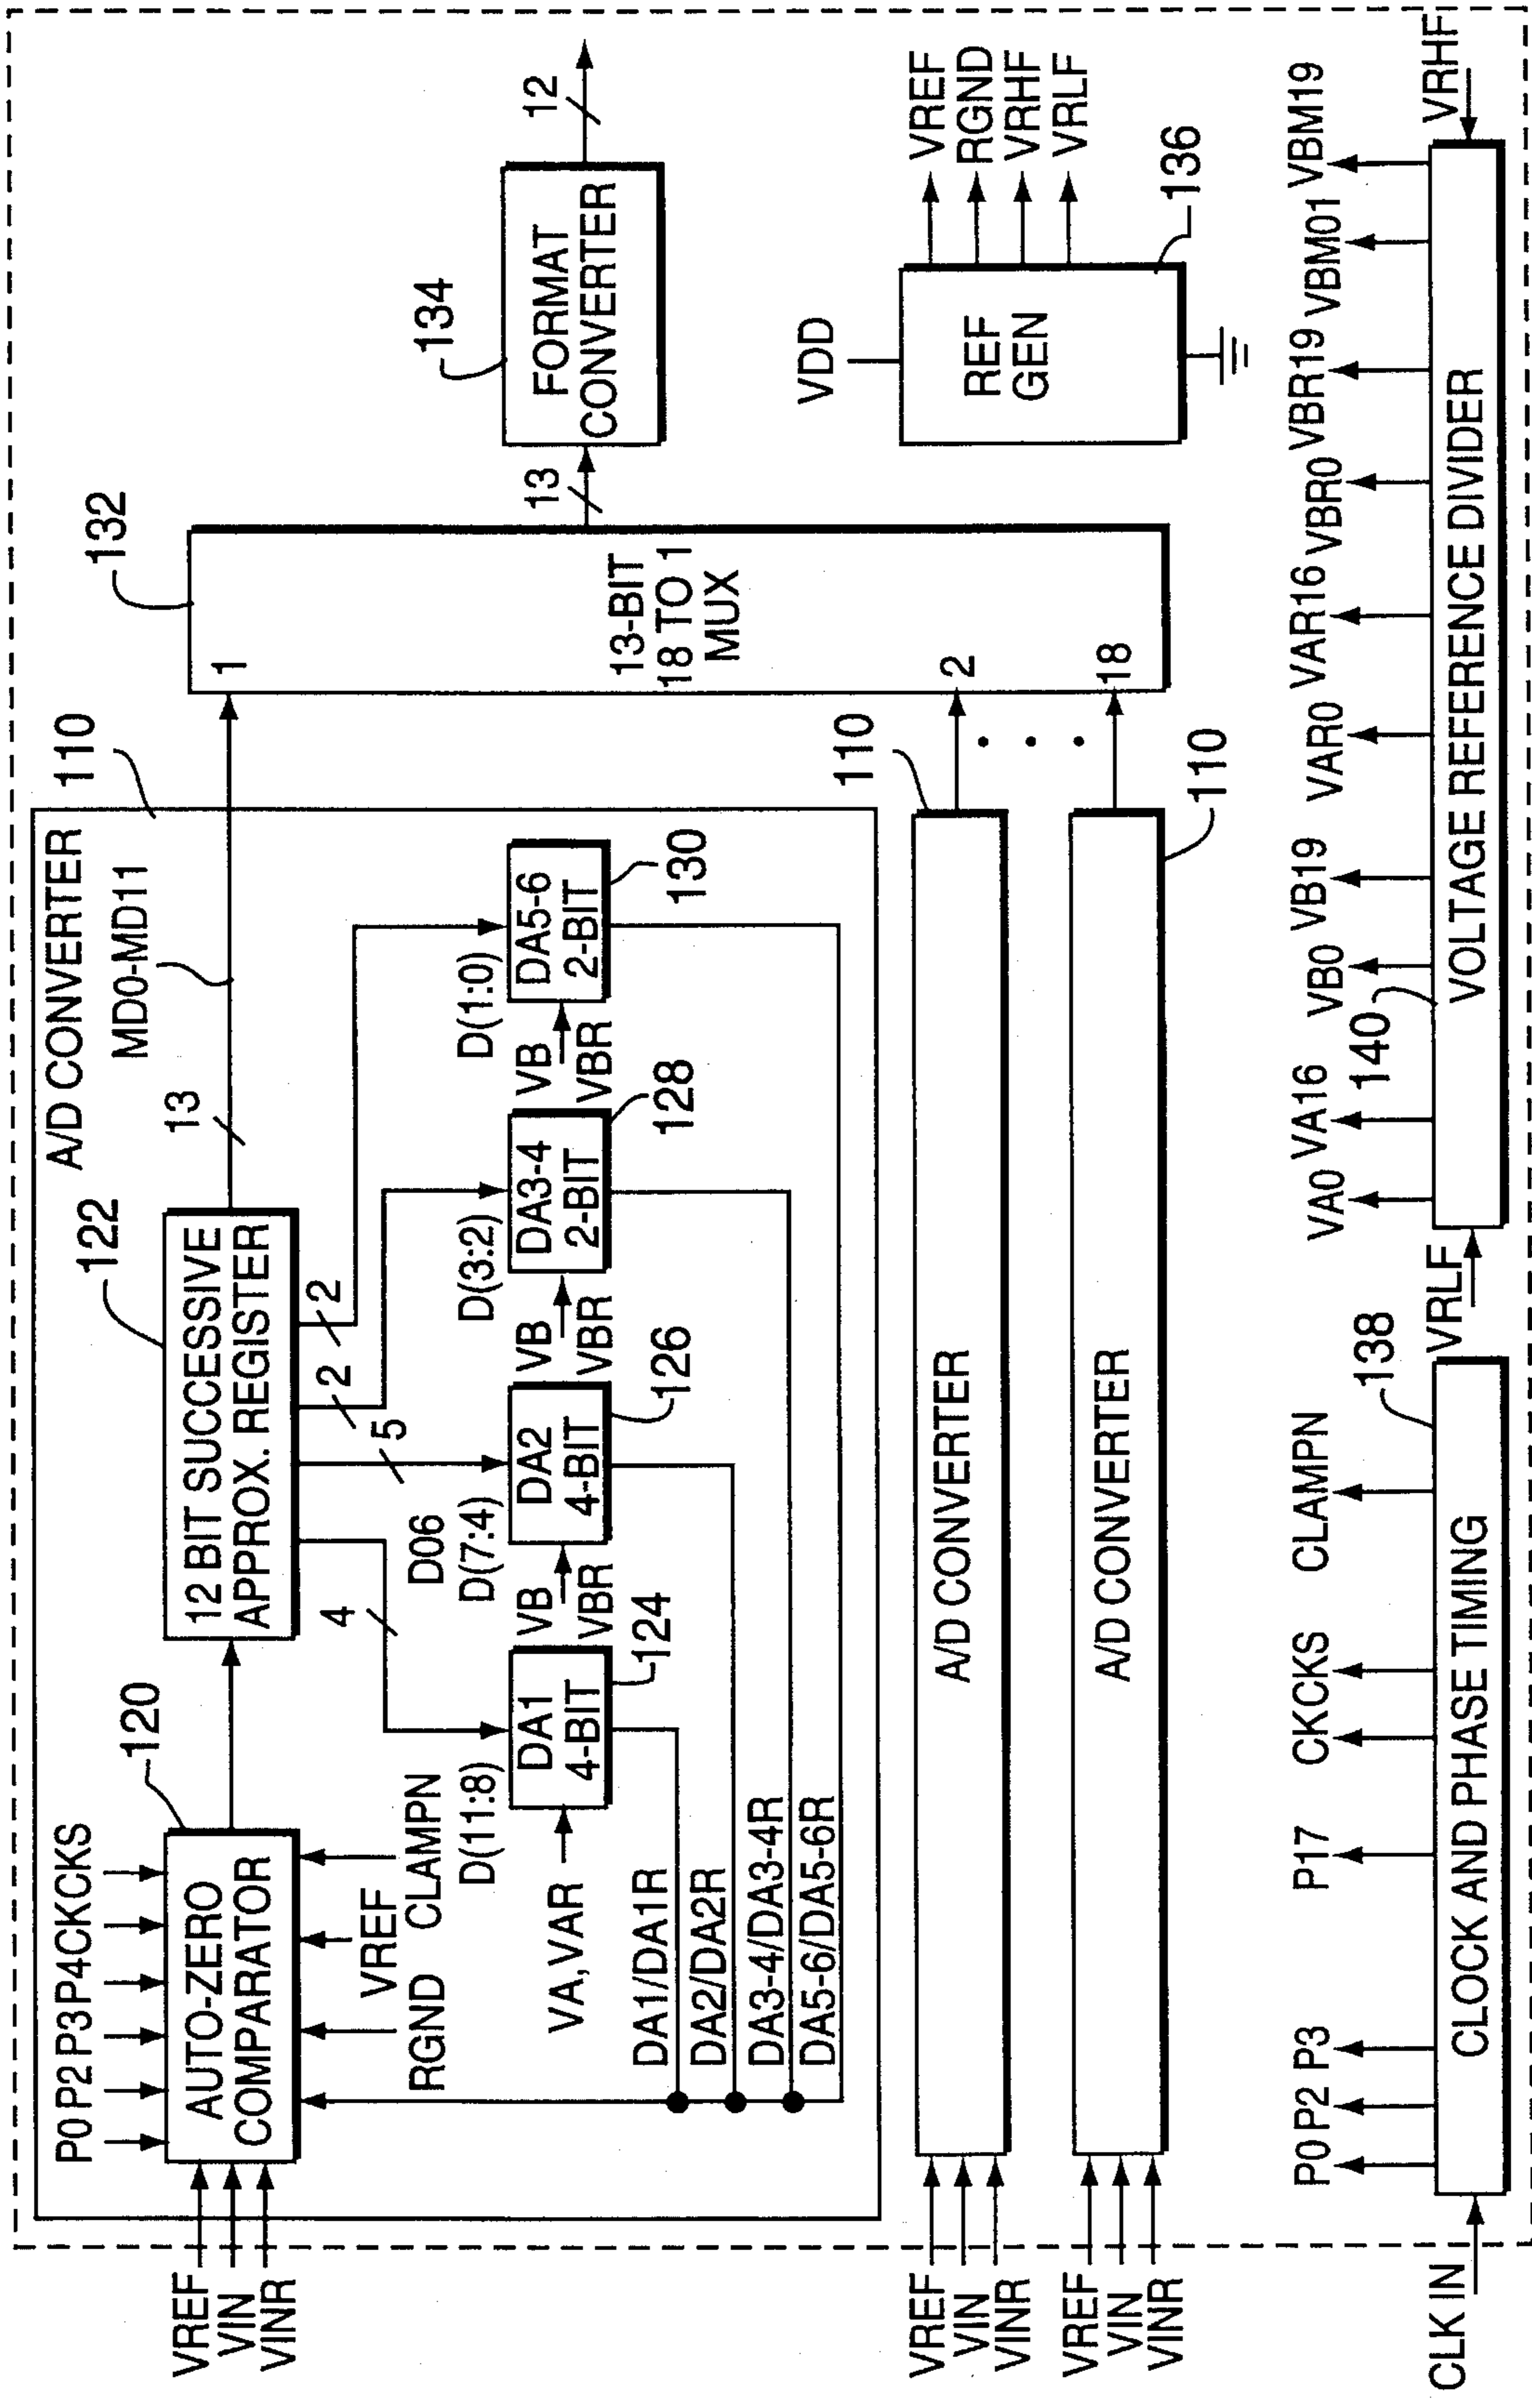 A/D CONVERTER
110
P0 P2 P3 P4 CKCKS
120
AUTO-ZERO
COMPARATOR
VREF
VIN
VINR
RGND
VREF
CLAMPN
122
12 BIT SUCCESSIVE
APPROX. REGISTER
13
MD0-MD11
4
5
2
2
D(11:8)
D06
D(7:4)
D(3:2)
D(1:0)
VA,VAR
DA1
4-BIT
124
VB
VBR
DA2
4-BIT
126
VB
VBR
DA3-4
2-BIT
128
VB
VBR
DA5-6
2-BIT
130
DA1/DA1R
DA2/DA2R
DA3-4/DA3-4R
DA5-6/DA5-6R
132
1
13-BIT
18 TO 1
MUX
2
18
13
134
FORMAT
CONVERTER
12
VREF
VIN
VINR
A/D CONVERTER
110
VREF
VIN
VINR
A/D CONVERTER
110
VDD
REF
GEN
136
VREF
RGND
VRHF
VRLF
CLK IN
P0 P2 P3
P17
CKCKS
CLAMPN
138
CLOCK AND PHASE TIMING
VRLF
VA0
VA16
140
VB0
VB19
VAR0
VAR16
VBR0
VBR19
VBM01
VBM19
VOLTAGE REFERENCE DIVIDER
VRHF